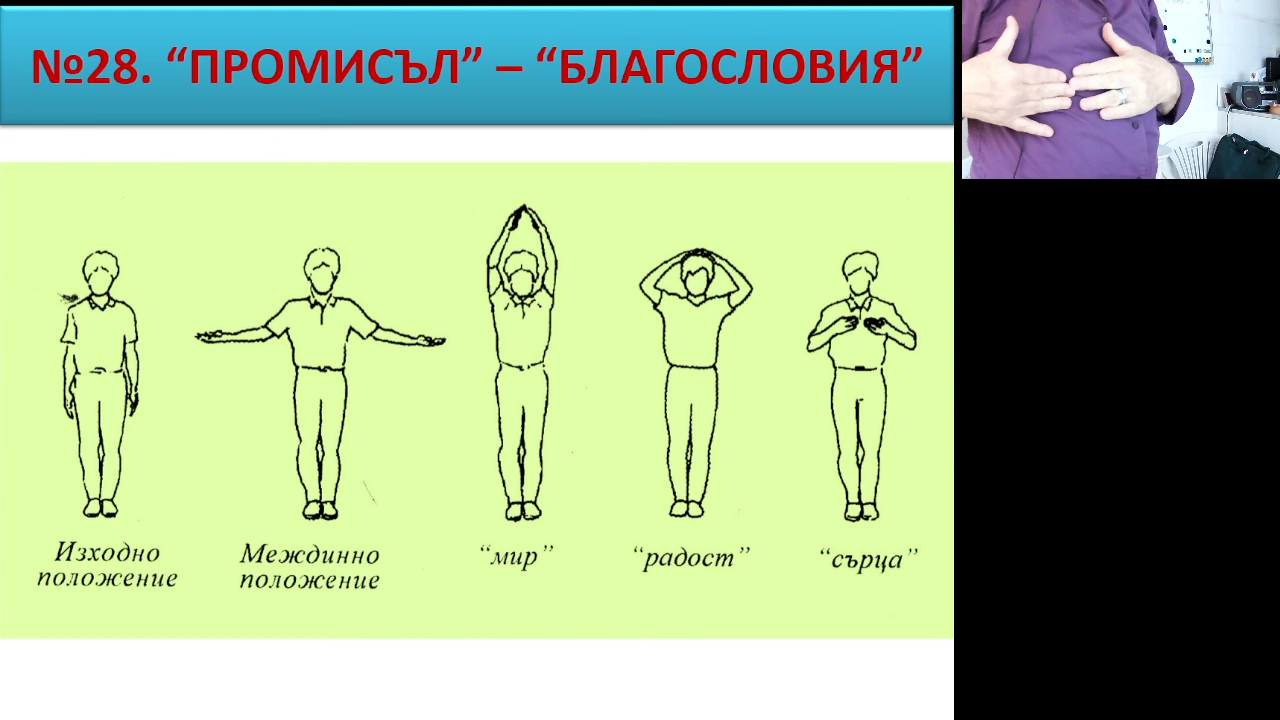 №28. “ПРОМИСЪЛ” – “БЛАГОСЛОВИЯ”
Изходно
положение
Междинно
положение
“мир”
“радост”
“сърца”